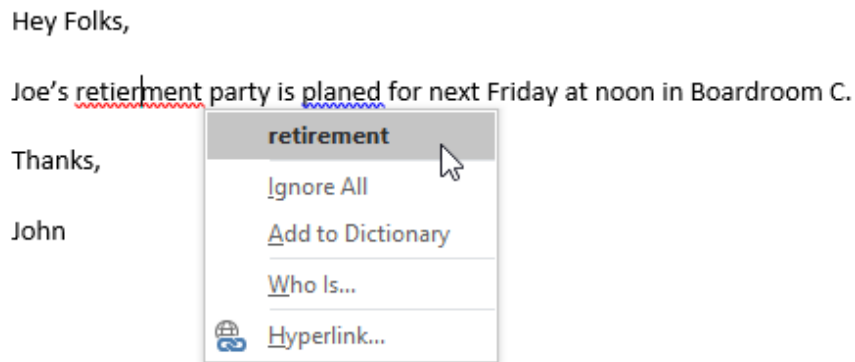 Hey Folks,
Joe’s retierment party is planed for next Friday at noon in Boardroom C.
retirement
Thanks,
Ignore All
John
Add to Dictionary
Who Is...
Hyperlink...